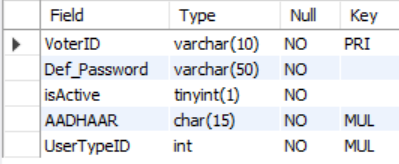 Field Type Null Key
VoterID varchar(10) NO PRI
Def_Password varchar(50) NO
isActive tinyint(1) NO
AADHAAR char(15) NO MUL
UserTypeID int NO MUL